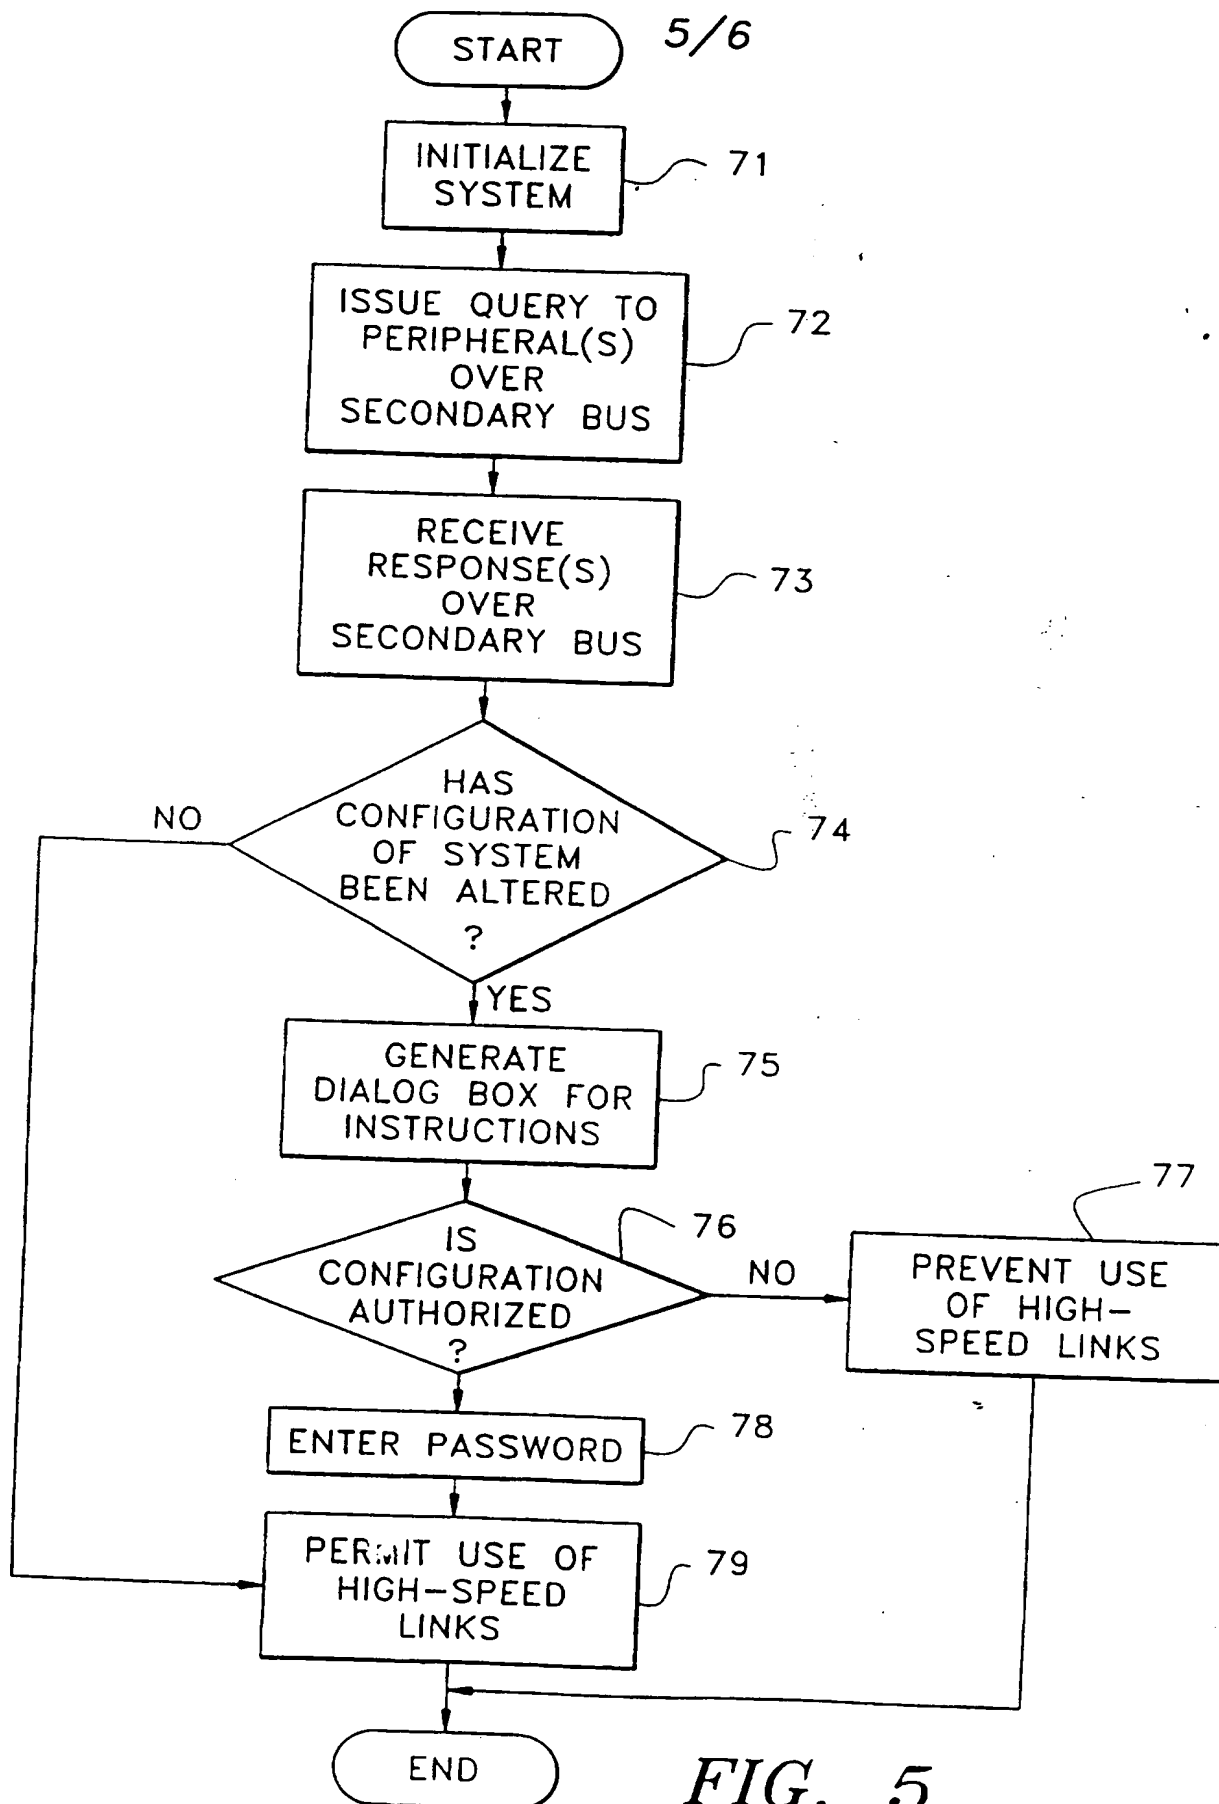 START
5/6
INITIALIZE
SYSTEM
71
ISSUE QUERY TO
PERIPHERAL(S)
OVER
SECONDARY BUS
72
RECEIVE
RESPONSE(S)
OVER
SECONDARY BUS
73
HAS
CONFIGURATION
OF SYSTEM
BEEN ALTERED
?
74
NO
YES
GENERATE
DIALOG BOX FOR
INSTRUCTIONS
75
IS
CONFIGURATION
AUTHORIZED
?
76
NO
77
PREVENT USE
OF HIGH-
SPEED LINKS
ENTER PASSWORD
78
PERMIT USE OF
HIGH-SPEED
LINKS
79
END
FIG. 5